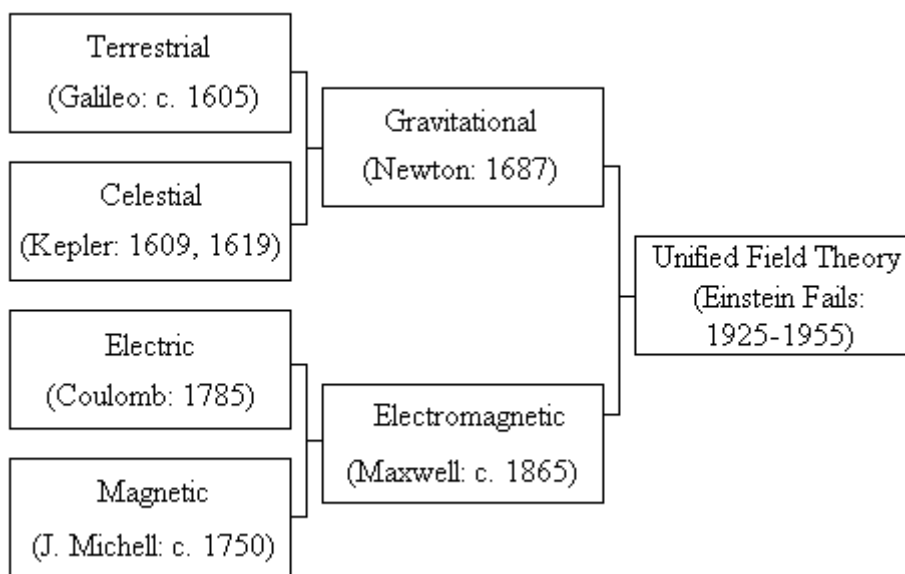 Terrestrial
(Galileo: c. 1605)
Celestial
(Kepler: 1609, 1619)
Electric
(Coulomb: 1785)
Magnetic
(J. Michell: c. 1750)
Gravitational
(Newton: 1687)
Electromagnetic
(Maxwell: c. 1865)
Unified Field Theory
(Einstein Fails:
1925-1955)